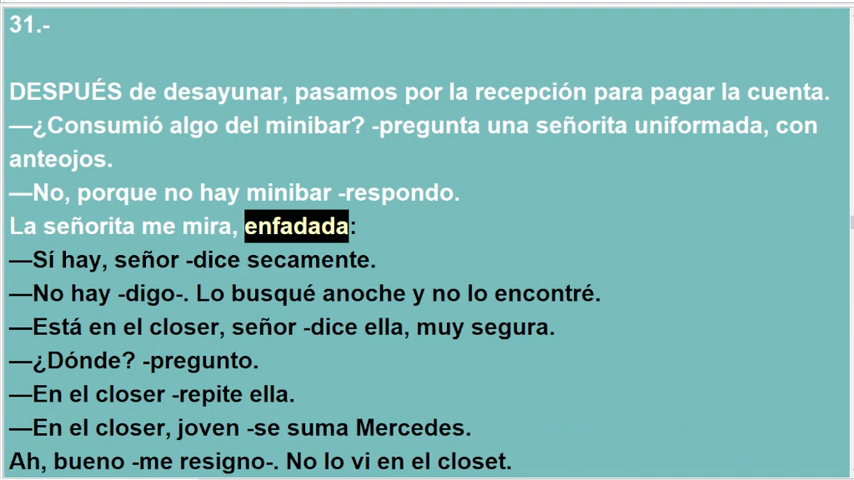 31.-
DESPUÉS de desayunar, pasamos por la recepción para pagar la cuenta.
—¿Consumió algo del minibar? -pregunta una señorita uniformada, con
anteojos.
—No, porque no hay minibar -respondo.
La señorita me mira, enfadada:
—Sí hay, señor -dice secamente.
—No hay -digo-. Lo busqué anoche y no lo encontré.
—Está en el closer, señor -dice ella, muy segura.
—¿Dónde? -pregunto.
—En el closer -repite ella.
—En el closer, joven -se suma Mercedes.
Ah, bueno -me resigno-. No lo vi en el closet.